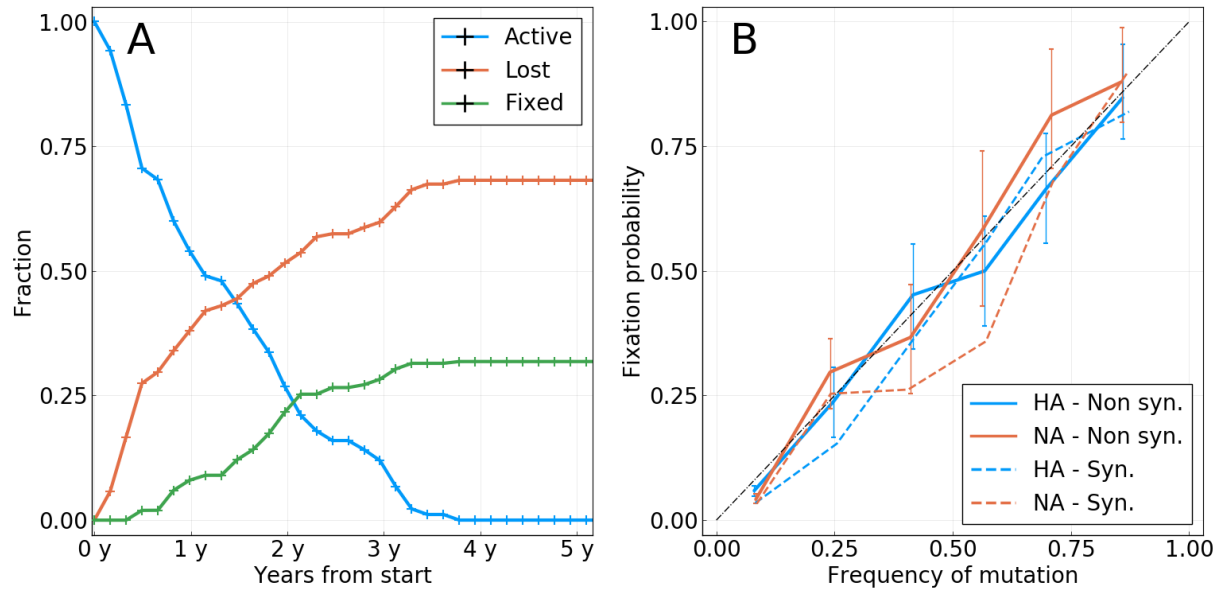 A
Active
Lost
Fixed
Fraction
1.00
0.75
0.50
0.25
0.00
0 y
1 y
2 y
3 y
4 y
5 y
Years from start
B
HA - Non syn.
NA - Non syn.
HA - Syn.
NA - Syn.
Fixation probability
1.00
0.75
0.50
0.25
0.00
0.00
0.25
0.50
0.75
1.00
Frequency of mutation